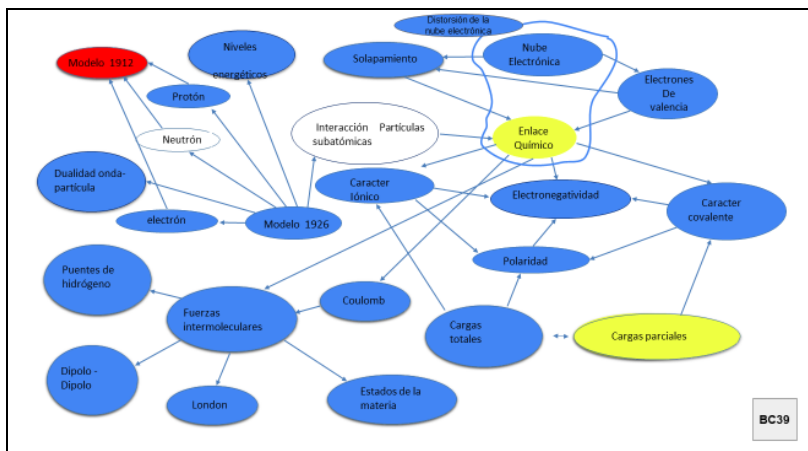 Distorsión de la
nube electrónica
Niveles
energéticos
Nube
Electrónica
Modelo 1912
Solapamiento
Electrones
De
valencia
Protón
Interacción Partículas
subatómicas
Enlace
Químico
Neutrón
Dualidad onda-
partícula
Caracter
Iónico
Electronegatividad
Caracter
covalente
electrón
Modelo 1926
Puentes de
hidrógeno
Polaridad
Fuerzas
intermoleculares
Coulomb
Cargas
totales
Cargas parciales
Dípolo -
Dipolo
London
Estados de la
materia
BC39